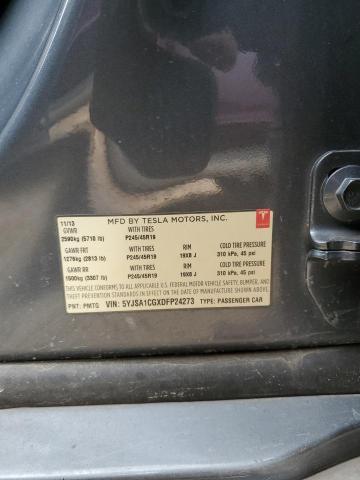 11/13 MFD BY TESLA MOTORS, INC.
GVWR WITH TIRES
2590kg (5710 lb) P245/45R19
GAWR FRT WITH TIRES RIM COLD TIRE PRESSURE
1276kg (2813 lb) P245/45R19 19X8 J 310 kPa, 45 psi
GAWR RR WITH TIRES RIM COLD TIRE PRESSURE
1500kg (3307 lb) P245/45R19 19X8 J 310 kPa, 45 psi
THIS VEHICLE CONFORMS TO ALL APPLICABLE U.S. FEDERAL MOTOR VEHICLE SAFETY, BUMPER, AND
THEFT PREVENTION STANDARDS IN EFFECT ON THE DATE OF MANUFACTURE SHOWN ABOVE.
PNT: PMTG VIN: 5YJSA1CGXDFP24273 TYPE: PASSENGER CAR